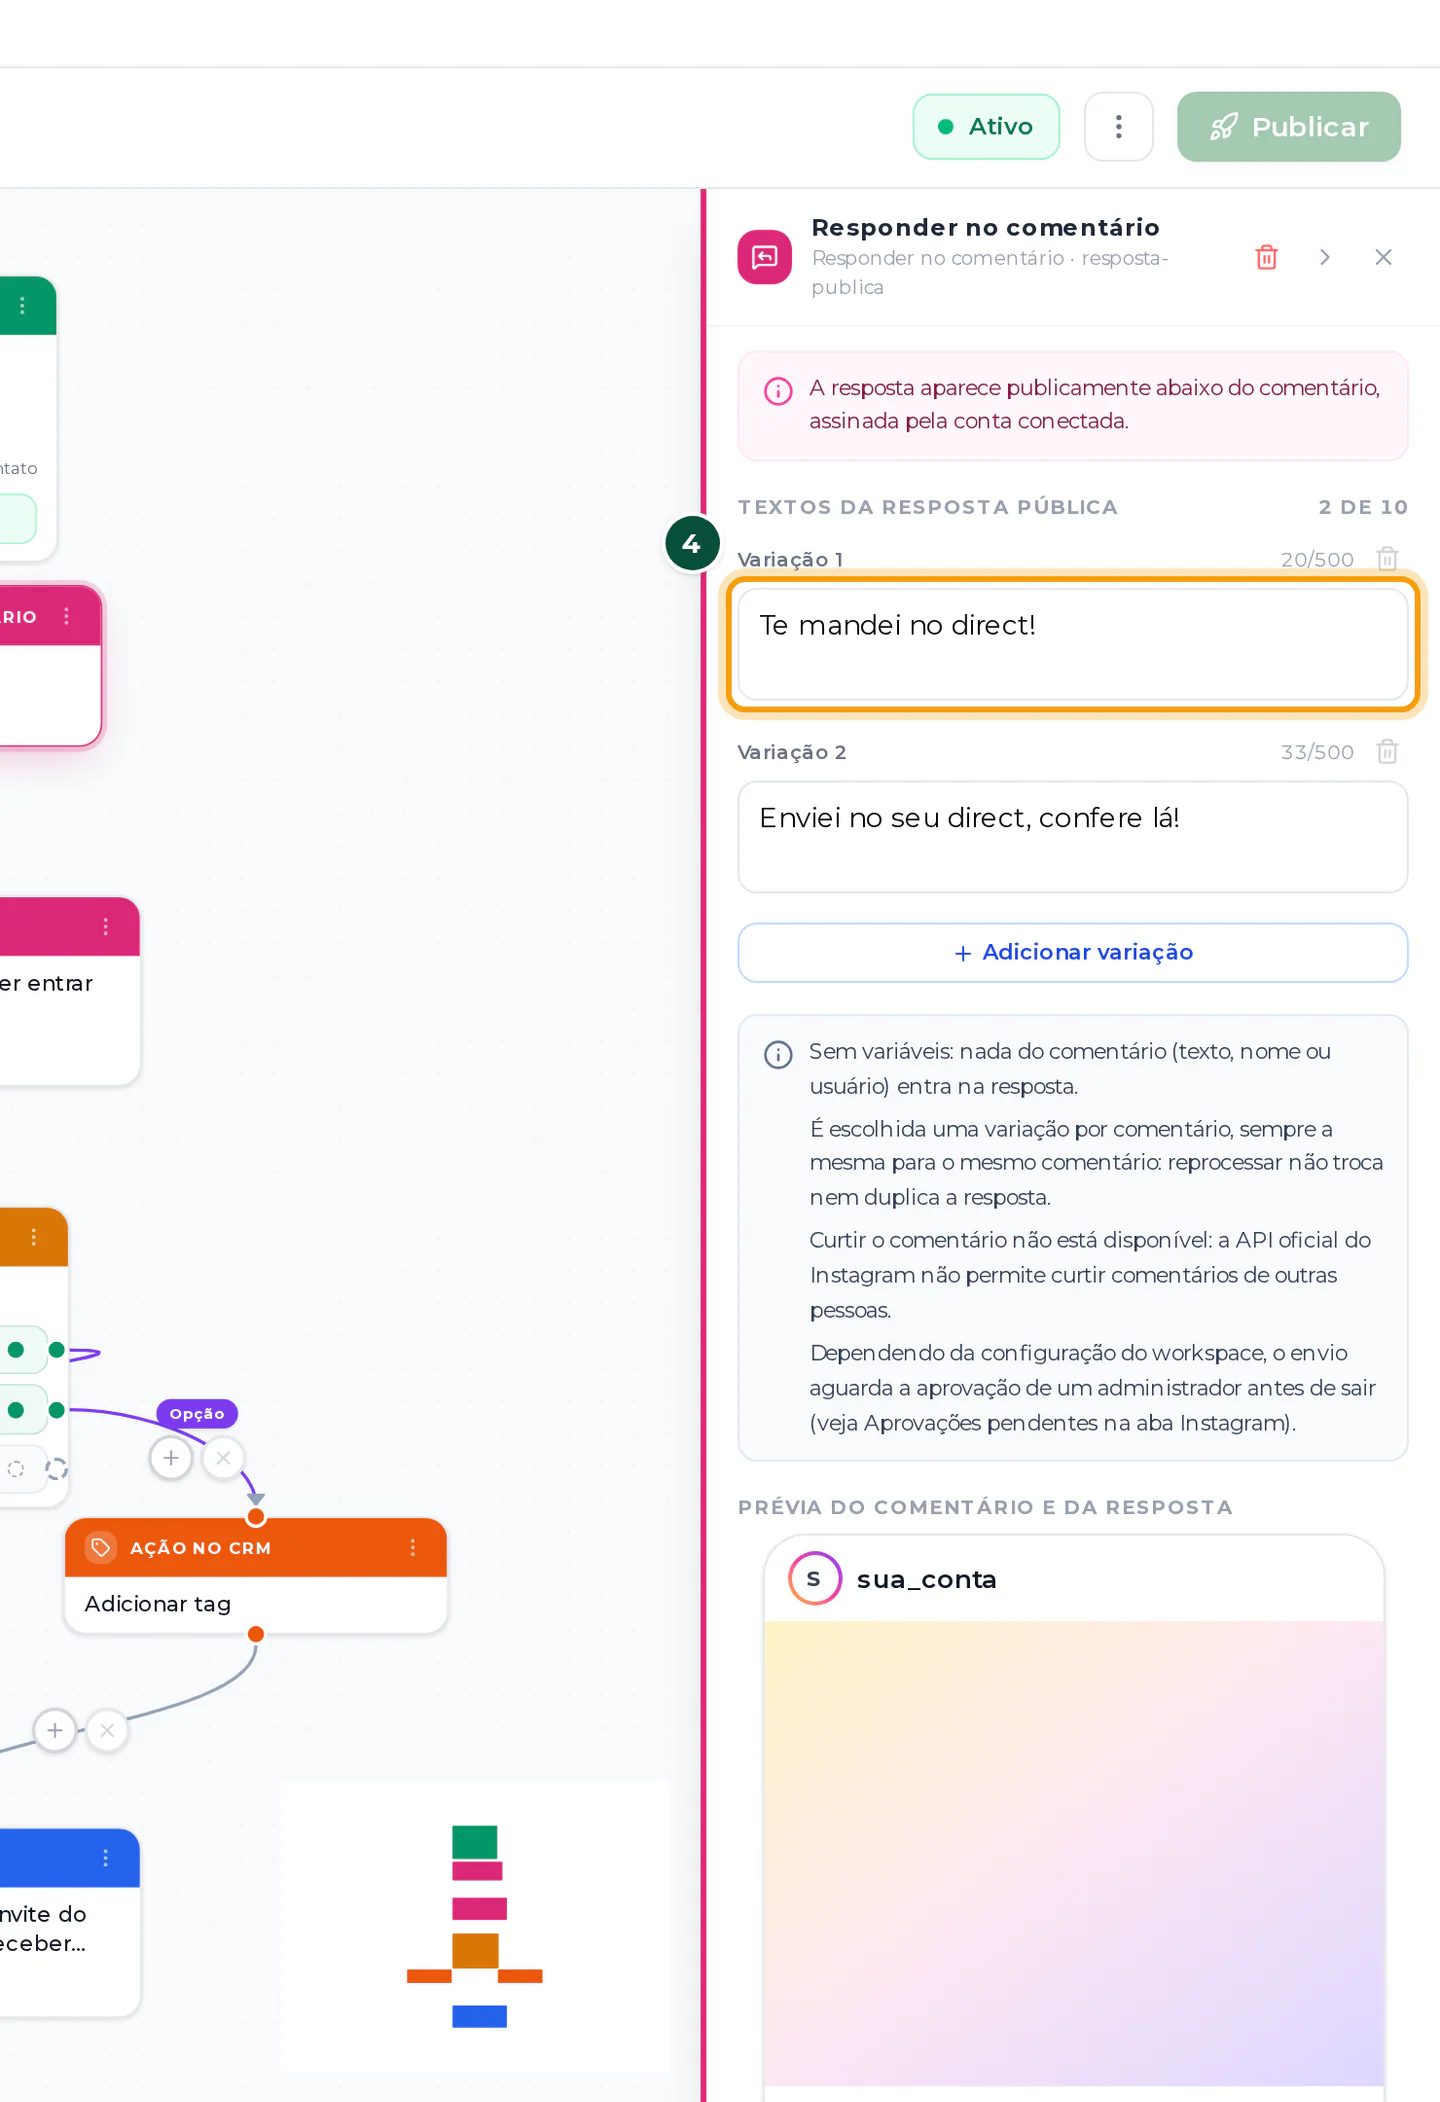 Ativo
Publicar
Responder no comentário
Responder no comentário · resposta-
publica
A resposta aparece publicamente abaixo do comentário,
assinada pela conta conectada.
TEXTOS DA RESPOSTA PÚBLICA
2 DE 10
4
Variação 1
20/500
Te mandei no direct!
Variação 2
33/500
Enviei no seu direct, confere lá!
+ Adicionar variação
Sem variáveis: nada do comentário (texto, nome ou
usuário) entra na resposta.
É escolhida uma variação por comentário, sempre a
mesma para o mesmo comentário: reprocessar não troca
nem duplica a resposta.
Curtir o comentário não está disponível: a API oficial do
Instagram não permite curtir comentários de outras
pessoas.
Dependendo da configuração do workspace, o envio
aguarda a aprovação de um administrador antes de sair
(veja Aprovações pendentes na aba Instagram).
PRÉVIA DO COMENTÁRIO E DA RESPOSTA
S
sua_conta
ntato
RIO
er entrar
Opção
AÇÃO NO CRM
Adicionar tag
nvite do
eceber...